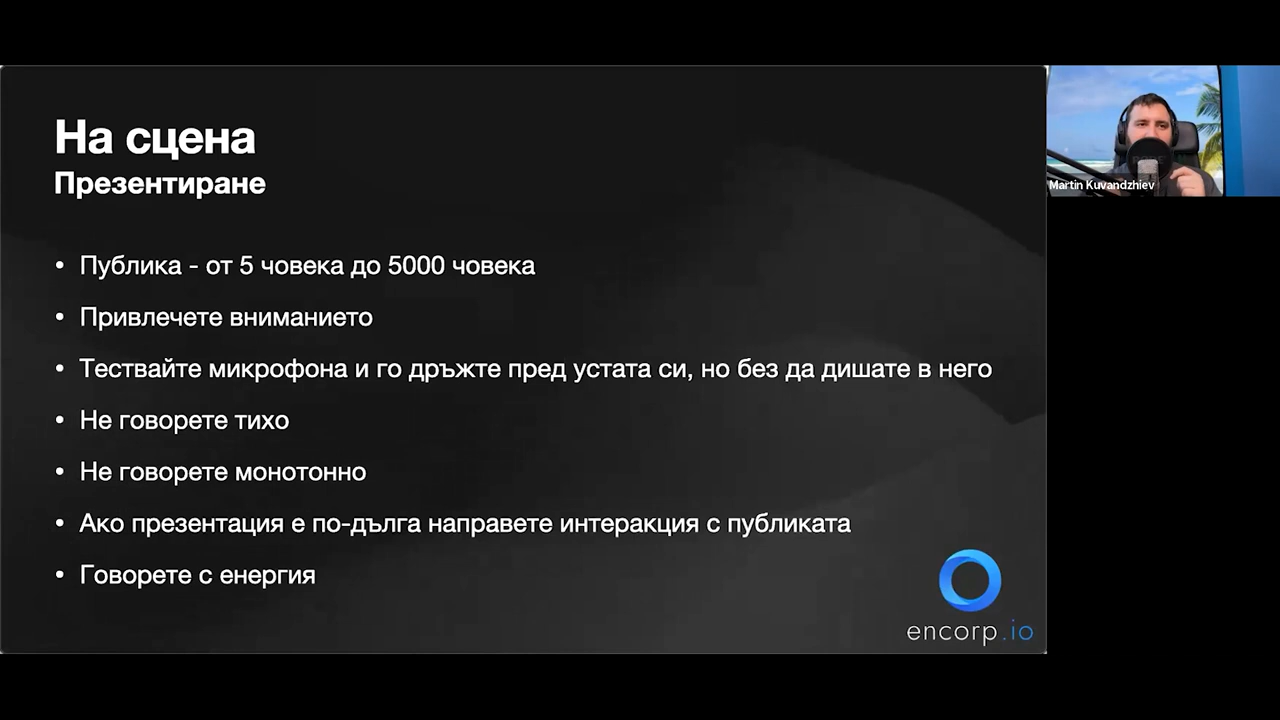 На сцена
Презентиране
• Публика - от 5 човека до 5000 човека
• Привлечете вниманието
• Тествайте микрофона и го дръжте пред устата си, но без да дишате в него
• Не говорете тихо
• Не говорете монотонно
• Ако презентация е по-дълга направете интеракция с публиката
• Говорете с енергия
encorp.io
Martin Kuvandzhiev